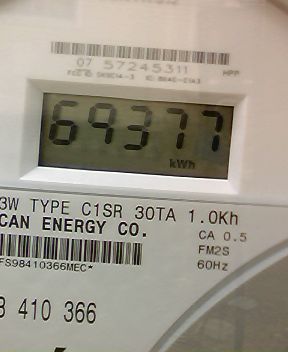 07 57245311
HPP
69377
kWh
3W TYPE C1SR 30TA 1.0Kh
CAN ENERGY CO.
CA 0.5
FM2S
60Hz
FS98410366MEC*
410 366